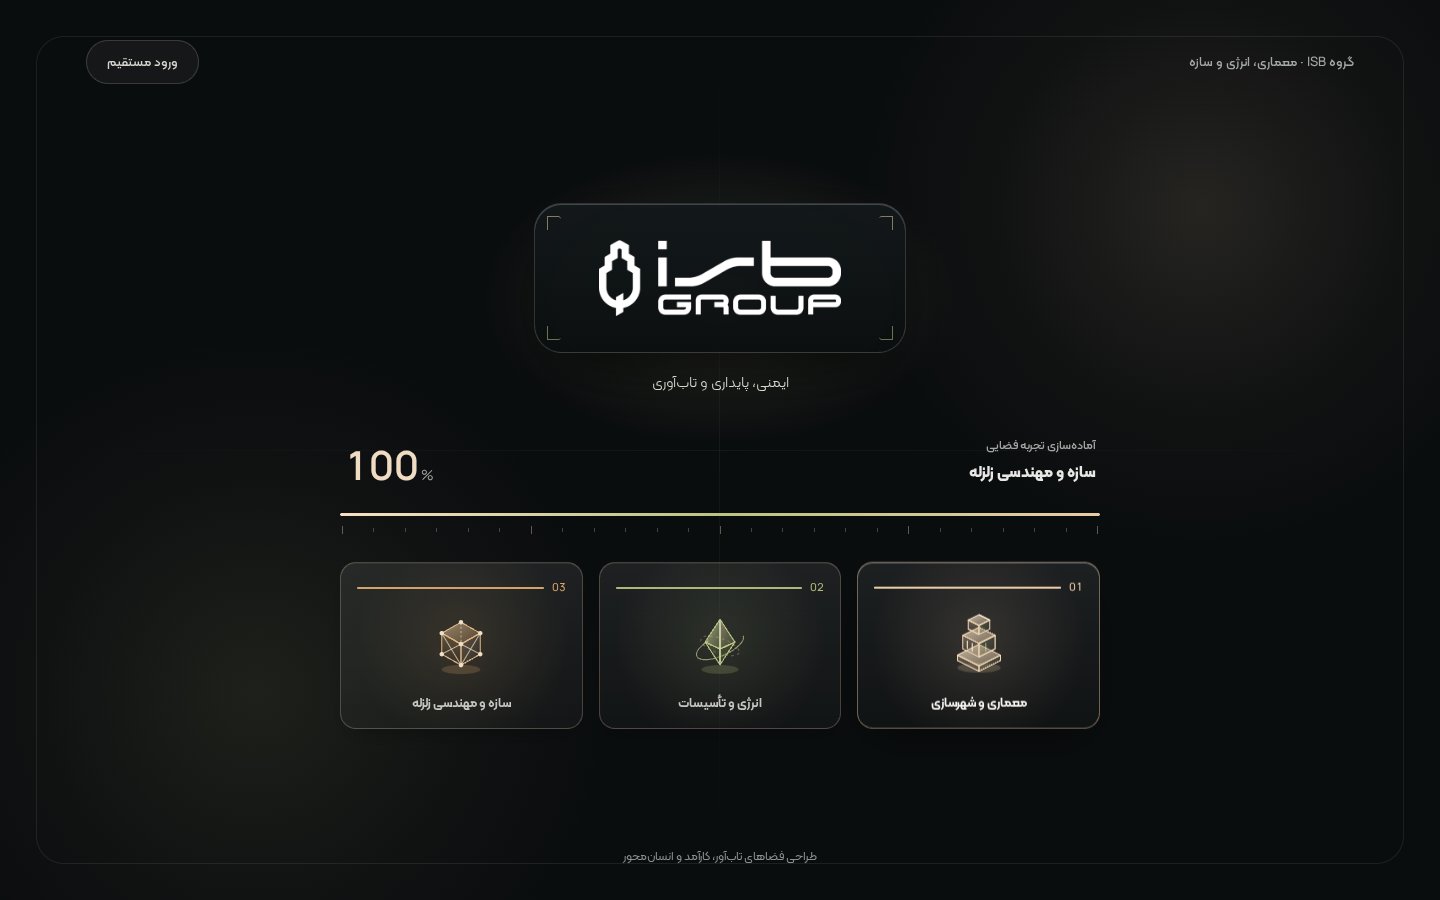 گروه ISB · معماری، انرژی و سازه
ورود مستقیم
isb
GROUP
ایمنی، پایداری و تاب‌آوری
آماده‌سازی تجربه فضایی
سازه و مهندسی زلزله
100%
01
معماری و شهرسازی
02
انرژی و تأسیسات
03
سازه و مهندسی زلزله
طراحی فضاهای تاب‌آور، کارآمد و انسان‌محور